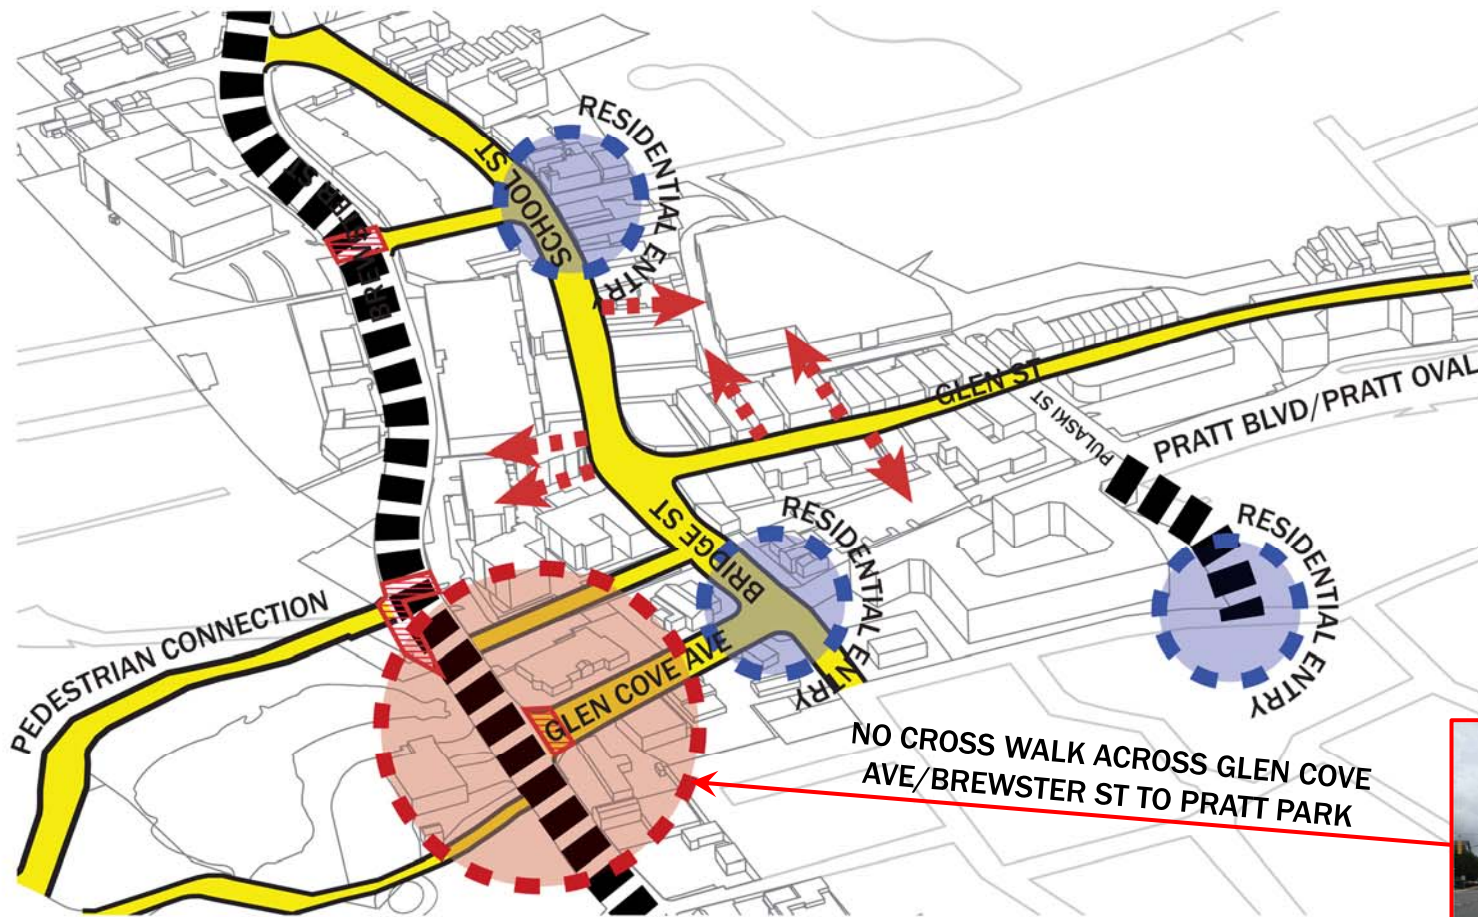 RESIDENTIAL ENTRY
SCHOOL ST
BREWSTER ST
GLEN ST
PULASKI ST
PRATT BLVD/PRATT OVAL
BRIDGE ST
RESIDENTIAL ENTRY
RESIDENTIAL ENTRY
PEDESTRIAN CONNECTION
GLEN COVE AVE
NO CROSS WALK ACROSS GLEN COVE
AVE/BREWSTER ST TO PRATT PARK